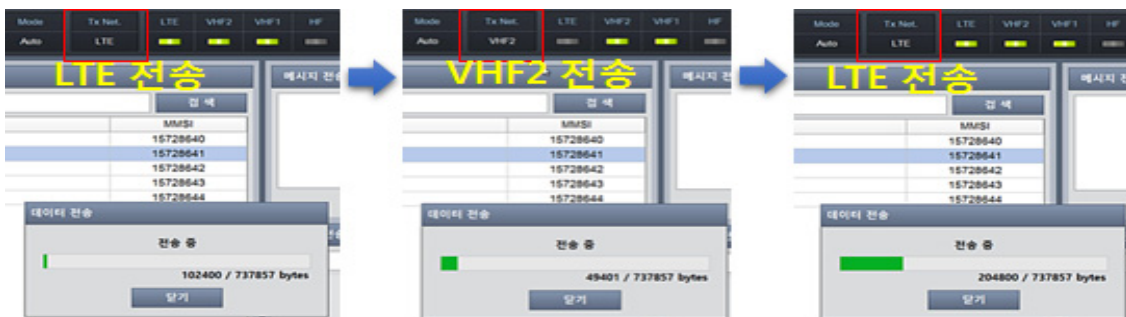 Mode Tx Net. LTE VHF2 VHF1 HF
Auto LTE
LTE 전송
메시지 전송
검 색
MMSI
15728640
15728641
15728642
15728643
15728644
데이터 전송
전송 중
102400 / 737857 bytes
닫기
Mode Tx Net. LTE VHF2 VHF1 HF
Auto VHF2
VHF2 전송
메시지 전
검 색
MMSI
15728640
15728641
15728642
15728643
15728644
데이터 전송
전송 중
49401 / 737857 bytes
닫기
Mode Tx Net. LTE VHF2 VHF1 HF
Auto LTE
LTE 전송
메시지 전
검 색
MMSI
15728640
15728641
15728642
15728643
15728644
데이터 전송
전송 중
204800 / 737857 bytes
닫기